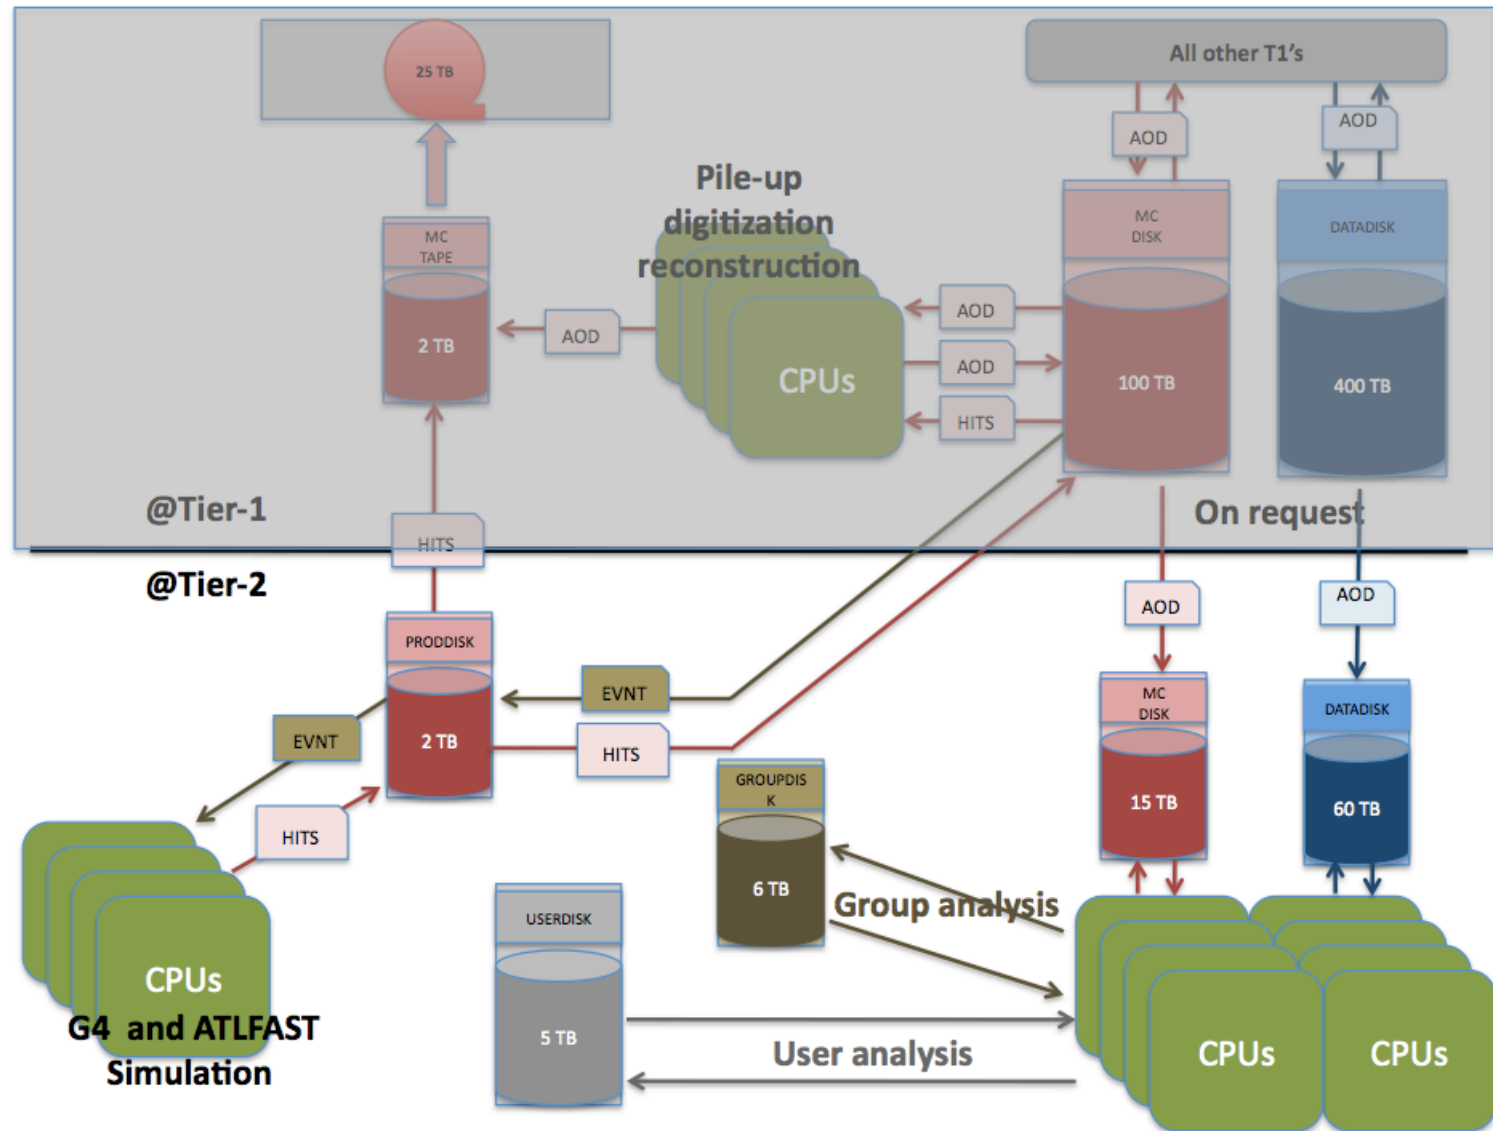 25 TB
All other T1's
AOD
AOD
Pile-up
digitization
reconstruction
MC
TAPE
MC
DISK
DATADISK
AOD
AOD
2 TB
AOD
CPUs
100 TB
400 TB
HITS
@Tier-1
On request
HITS
@Tier-2
AOD
AOD
PRODDISK
EVNT
MC
DISK
DATADISK
EVNT
2 TB
HITS
GROUPDIS
K
15 TB
60 TB
HITS
6 TB
Group analysis
USERDISK
CPUs
G4 and ATLFAST
Simulation
5 TB
User analysis
CPUs
CPUs